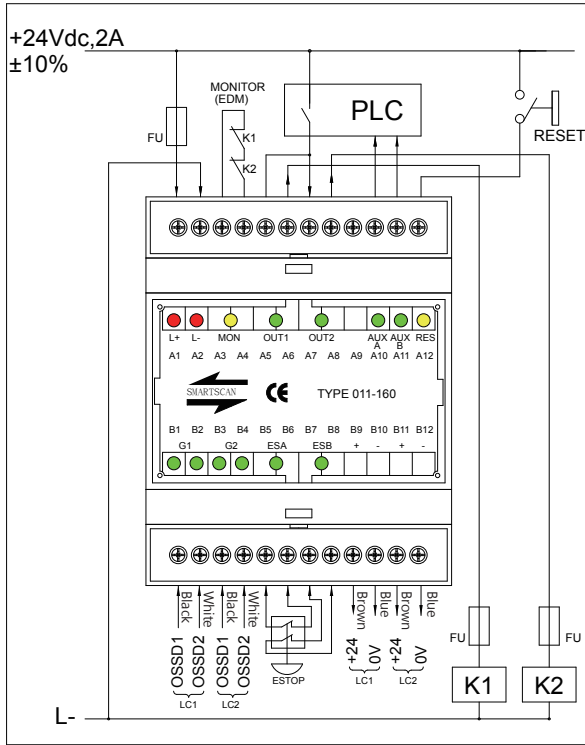 +24Vdc,2A
±10%
MONITOR
(EDM)
PLC
FU
K1
K2
RESET
L+ L- MON OUT1 OUT2 AUX A AUX B RES
A1 A2 A3 A4 A5 A6 A7 A8 A9 A10 A11 A12
SMARTSCAN CE TYPE 011-160
B1 B2 B3 B4 B5 B6 B7 B8 B9 B10 B11 B12
G1 G2 ESA ESB + - + -
Black White Black White Brown Blue Brown Blue
OSSD1 OSSD2 OSSD1 OSSD2 +24 0V +24 0V
LC1 LC2 ESTOP LC1 LC2
FU FU
K1 K2
L-